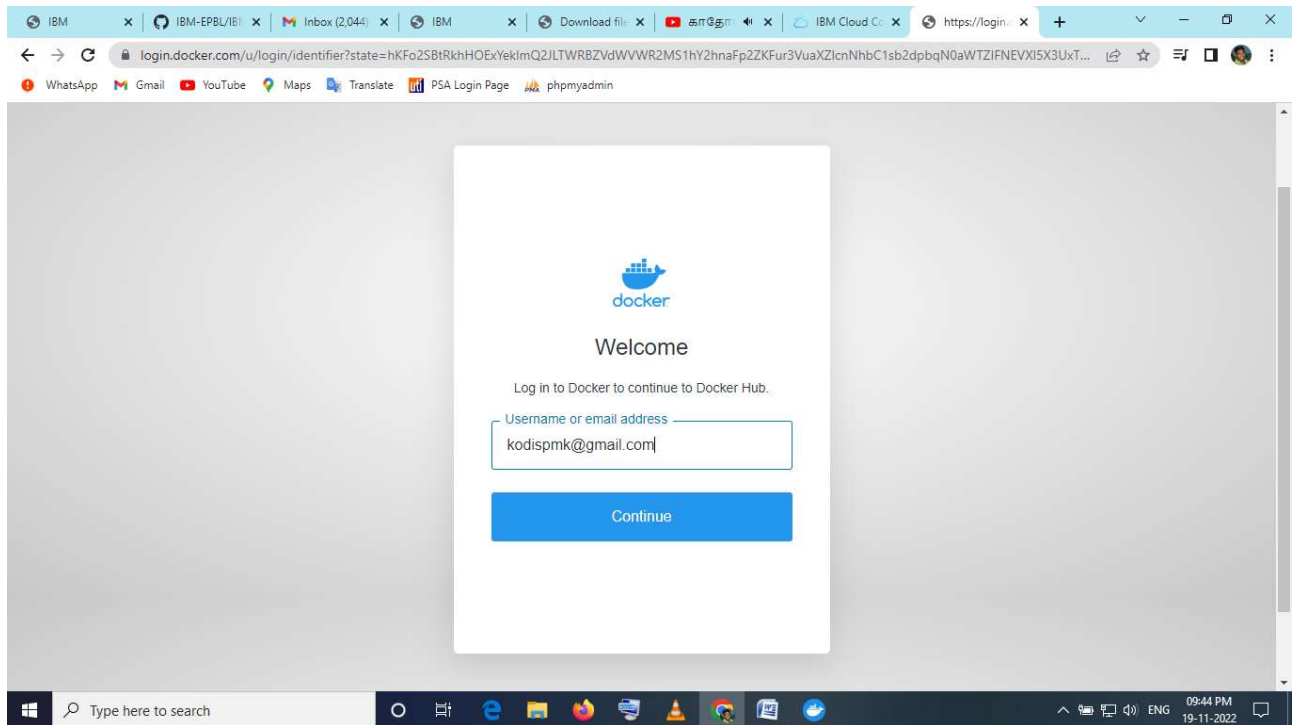 IBM
IBM-EPBL/IBM
Inbox (2,044)
IBM
Download file
காதோர
IBM Cloud Co
https://login.
login.docker.com/u/login/identifier?state=
WhatsApp
Gmail
YouTube
Maps
Translate
PSA Login Page
phpmyadmin
docker
Welcome
Log in to Docker to continue to Docker Hub.
Username or email address
kodispmk@gmail.com
Continue
Type here to search
ENG
09:44 PM
19-11-2022